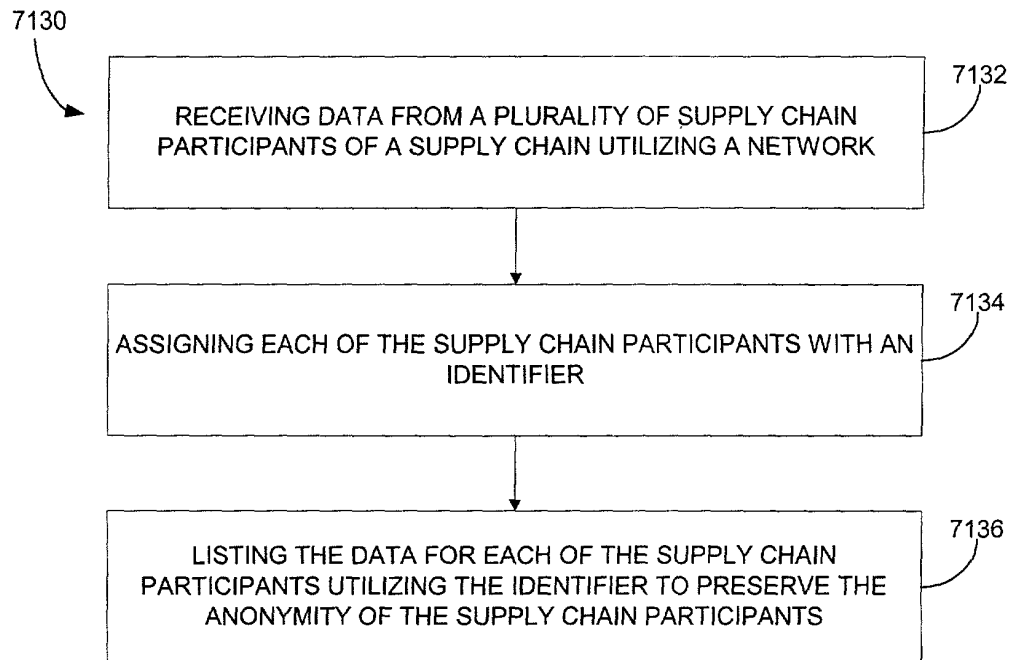 7130
7132
RECEIVING DATA FROM A PLURALITY OF SUPPLY CHAIN
PARTICIPANTS OF A SUPPLY CHAIN UTILIZING A NETWORK
7134
ASSIGNING EACH OF THE SUPPLY CHAIN PARTICIPANTS WITH AN
IDENTIFIER
7136
LISTING THE DATA FOR EACH OF THE SUPPLY CHAIN
PARTICIPANTS UTILIZING THE IDENTIFIER TO PRESERVE THE
ANONYMITY OF THE SUPPLY CHAIN PARTICIPANTS